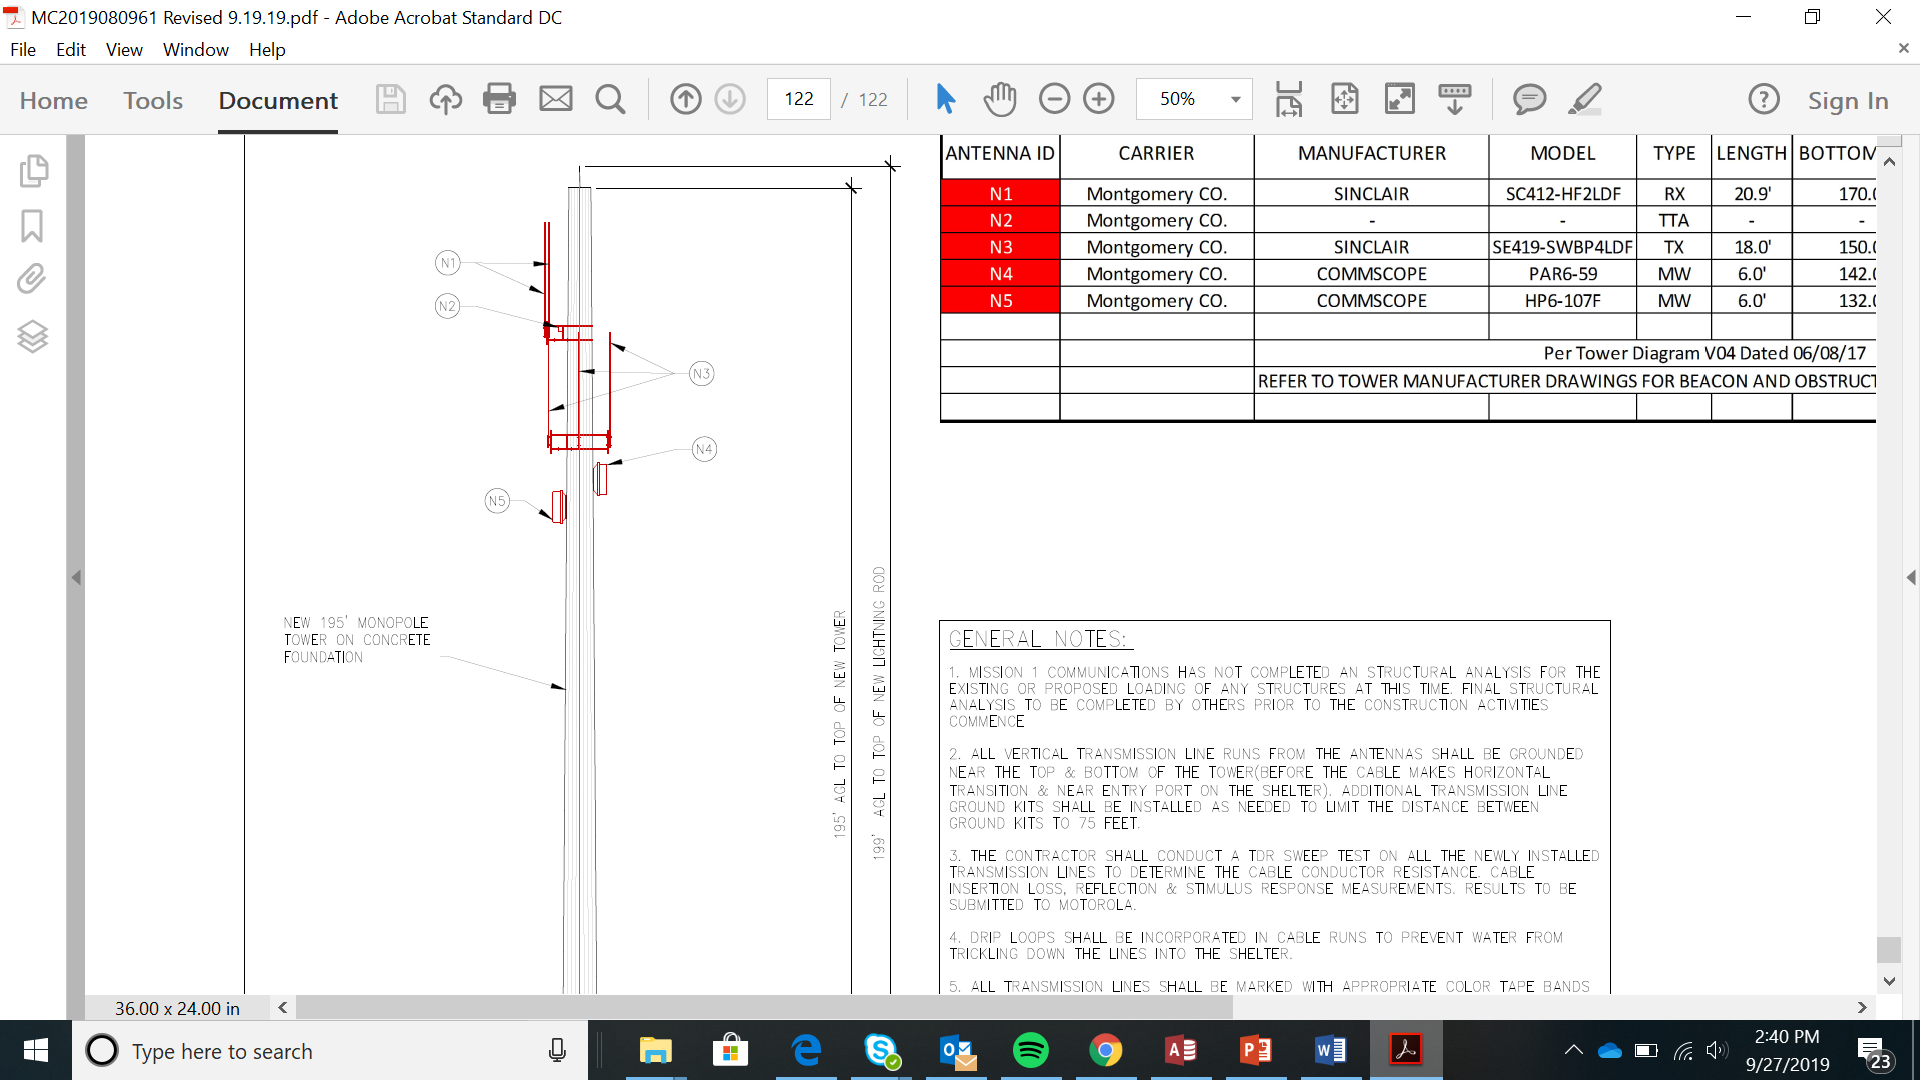 MC2019080961 Revised 9.19.19.pdf - Adobe Acrobat Standard DC
File Edit View Window Help
Home Tools Document 122 / 122 50% Sign In
ANTENNA ID CARRIER MANUFACTURER MODEL TYPE LENGTH BOTTOM
N1 Montgomery CO. SINCLAIR SC412-HF2LDF RX 20.9' 170.0
N2 Montgomery CO. - - TTA - -
N3 Montgomery CO. SINCLAIR SE419-SWBP4LDF TX 18.0' 150.0
N4 Montgomery CO. COMMSCOPE PAR6-59 MW 6.0' 142.0
N5 Montgomery CO. COMMSCOPE HP6-107F MW 6.0' 132.0
Per Tower Diagram V04 Dated 06/08/17
REFER TO TOWER MANUFACTURER DRAWINGS FOR BEACON AND OBSTRUCT
N1
N2
N3
N4
N5
NEW 195' MONOPOLE
TOWER ON CONCRETE
FOUNDATION
195' AGL TO TOP OF NEW TOWER
199' AGL TO TOP OF NEW LIGHTNING ROD
GENERAL NOTES:
1. MISSION 1 COMMUNICATIONS HAS NOT COMPLETED AN STRUCTURAL ANALYSIS FOR THE
EXISTING OR PROPOSED LOADING OF ANY STRUCTURES AT THIS TIME. FINAL STRUCTURAL
ANALYSIS TO BE COMPLETED BY OTHERS PRIOR TO THE CONSTRUCTION ACTIVITIES
COMMENCE
2. ALL VERTICAL TRANSMISSION LINE RUNS FROM THE ANTENNAS SHALL BE GROUNDED
NEAR THE TOP & BOTTOM OF THE TOWER(BEFORE THE CABLE MAKES HORIZONTAL
TRANSITION & NEAR ENTRY PORT ON THE SHELTER). ADDITIONAL TRANSMISSION LINE
GROUND KITS SHALL BE INSTALLED AS NEEDED TO LIMIT THE DISTANCE BETWEEN
GROUND KITS TO 75 FEET.
3. THE CONTRACTOR SHALL CONDUCT A TDR SWEEP TEST ON ALL THE NEWLY INSTALLED
TRANSMISSION LINES TO DETERMINE THE CABLE CONDUCTOR RESISTANCE. CABLE
INSERTION LOSS, REFLECTION & STIMULUS RESPONSE MEASUREMENTS. RESULTS TO BE
SUBMITTED TO MOTOROLA.
4. DRIP LOOPS SHALL BE INCORPORATED IN CABLE RUNS TO PREVENT WATER FROM
TRICKLING DOWN THE LINES INTO THE SHELTER.
5. ALL TRANSMISSION LINES SHALL BE MARKED WITH APPROPRIATE COLOR TAPE BANDS
36.00 x 24.00 in
Type here to search
2:40 PM
9/27/2019
23